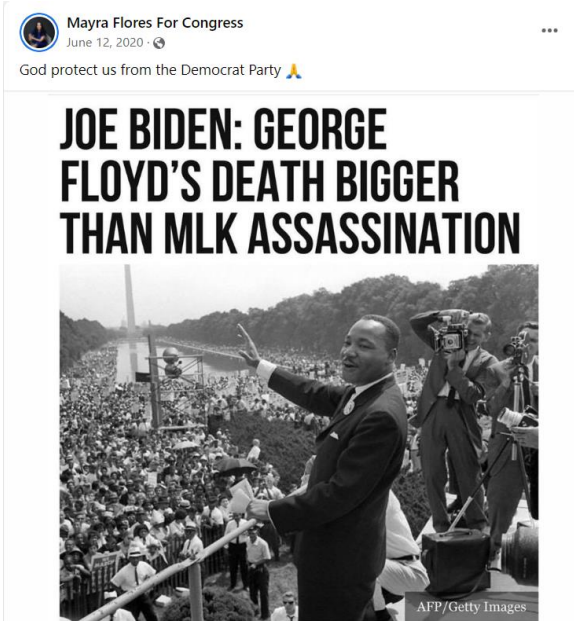 Mayra Flores For Congress
June 12, 2020 ·
God protect us from the Democrat Party 🙏
JOE BIDEN: GEORGE
FLOYD'S DEATH BIGGER
THAN MLK ASSASSINATION
AFP/Getty Images